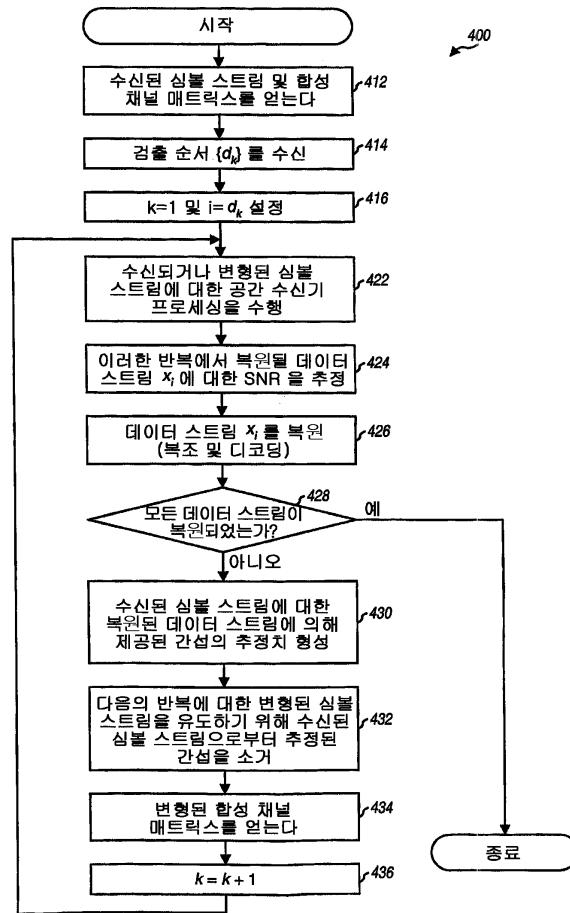 시작
400
수신된 심볼 스트림 및 합성
채널 매트릭스를 얻는다
412
검출 순서 {dk} 를 수신
414
k=1 및 i= dk 설정
416
수신되거나 변형된 심볼
스트림에 대한 공간 수신기
프로세싱을 수행
422
이러한 반복에서 복원될 데이터
스트림 xi 에 대한 SNR 을 추정
424
데이터 스트림 xi 를 복원
(복조 및 디코딩)
426
428
모든 데이터 스트림이
복원되었는가?
예
아니오
수신된 심볼 스트림에 대한
복원된 데이터 스트림에 의해
제공된 간섭의 추정치 형성
430
다음의 반복에 대한 변형된 심볼
스트림을 유도하기 위해 수신된
심볼 스트림으로부터 추정된
간섭을 소거
432
변형된 합성 채널
매트릭스를 얻는다
434
k = k + 1
436
종료